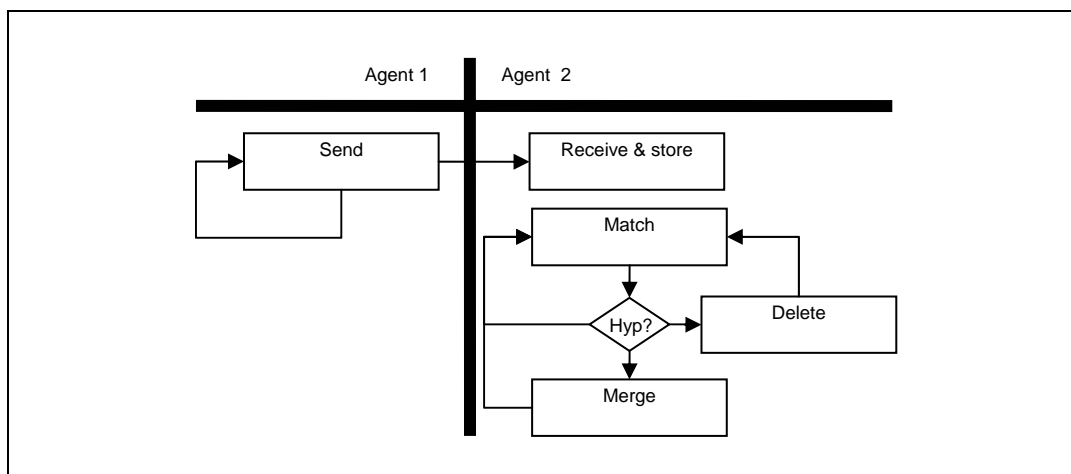 Agent 1
Agent 2
Send
Receive & store
Match
Hyp?
Delete
Merge